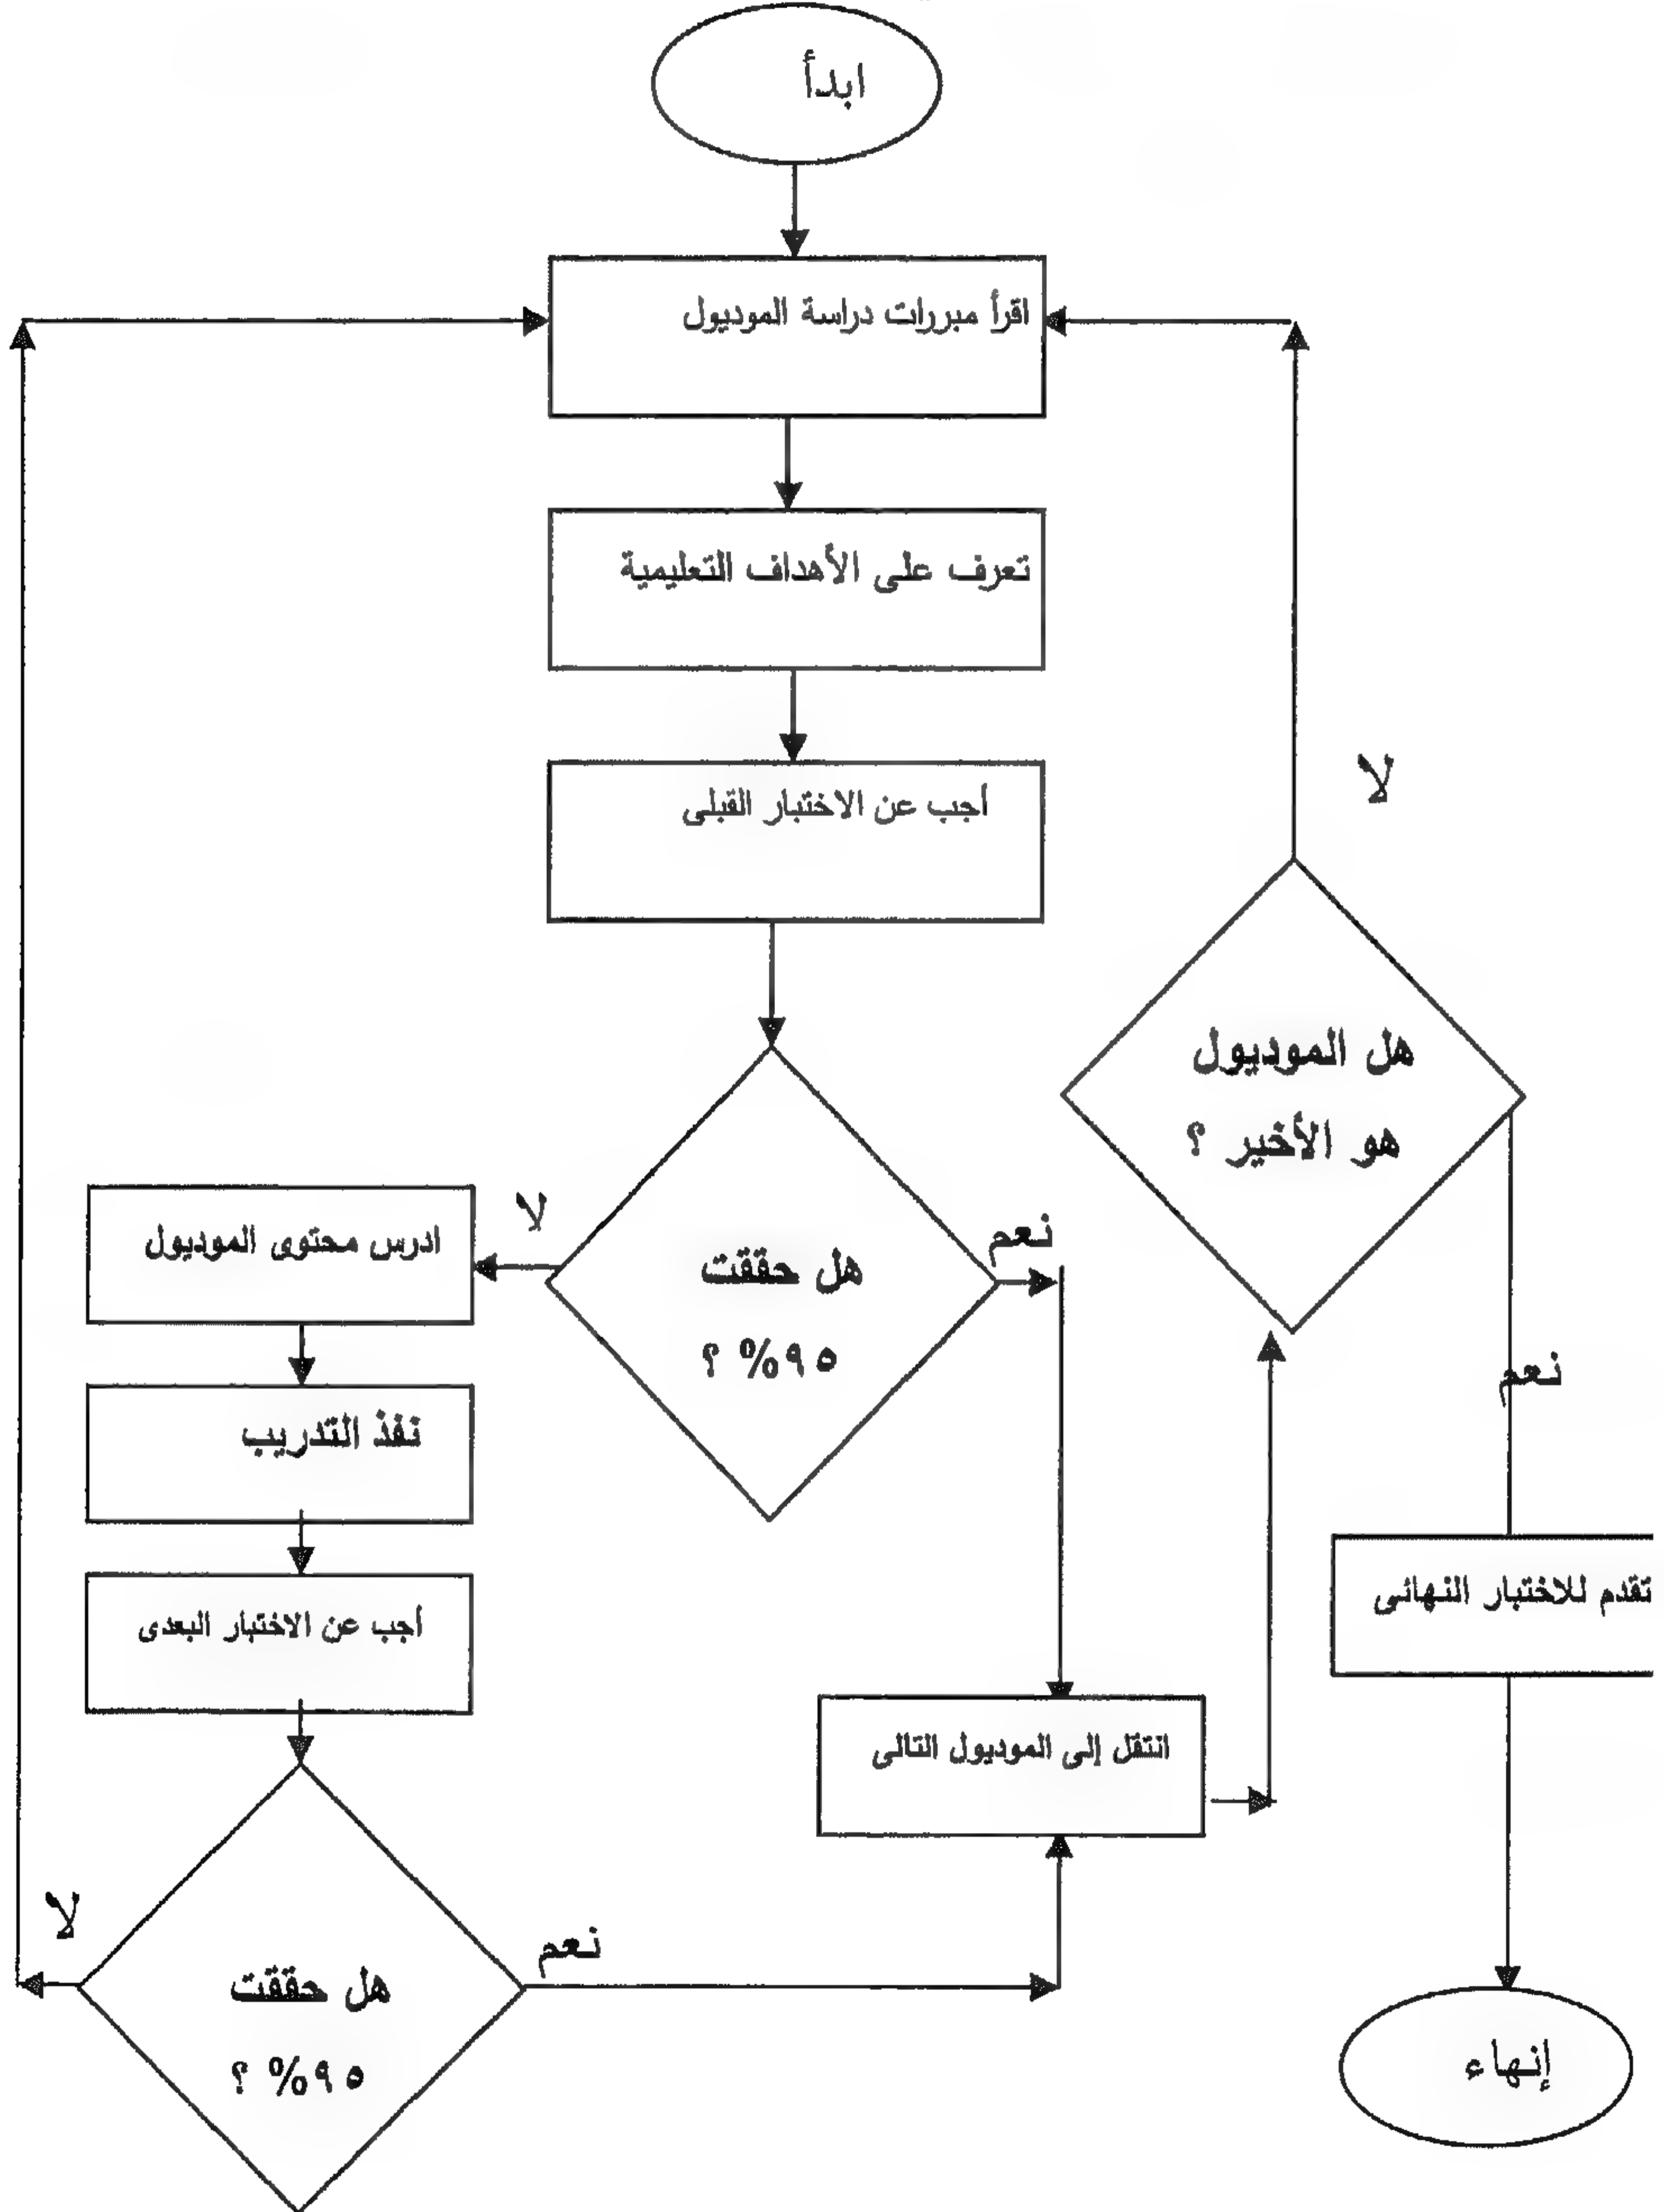 ابدأ
اقرأ مبررات دراسة الموديول
تعرف على الأهداف التعليمية
أجب عن الاختبار القبلى
هل حققت
٩٥% ؟
لا
نعم
ادرس محتوى الموديول
نفذ التدريب
أجب عن الاختبار البعدى
هل حققت
٩٥% ؟
لا
نعم
انتقل إلى الموديول التالى
هل الموديول
هو الأخير ؟
لا
نعم
تقدم للاختبار النهائى
إنهاء